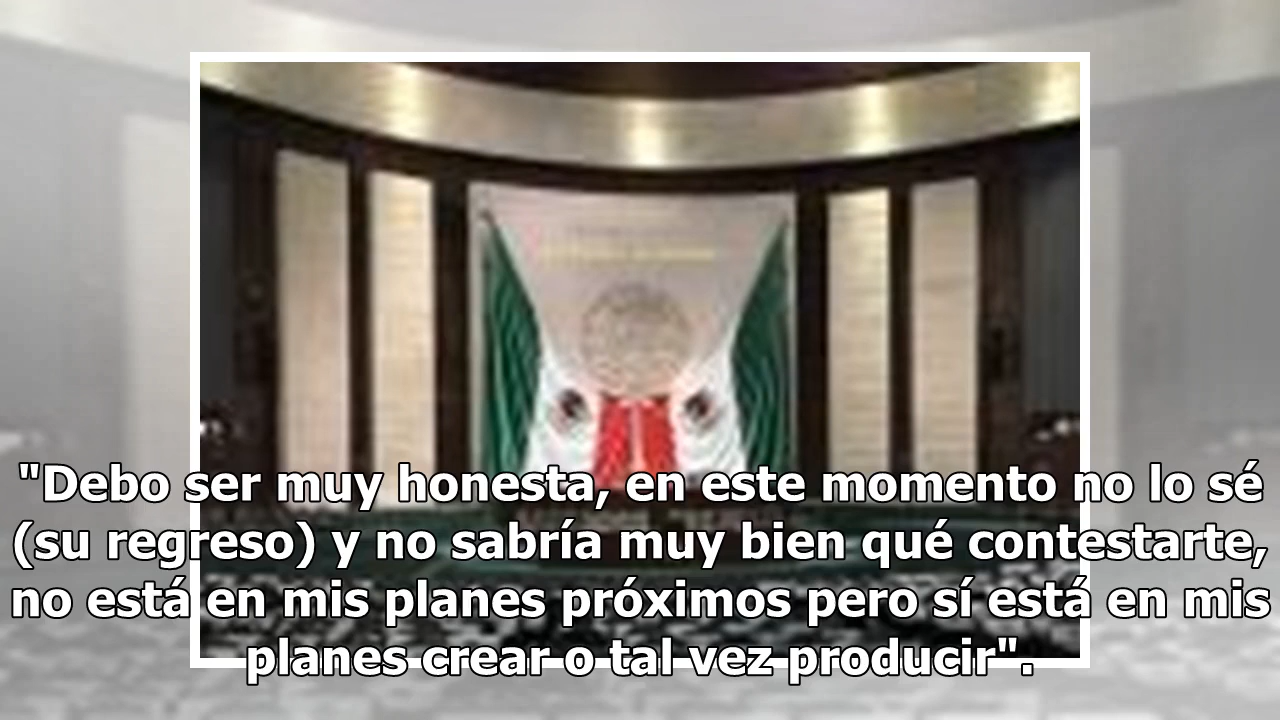 "Debo ser muy honesta, en este momento no lo sé
(su regreso) y no sabría muy bien qué contestarte,
no está en mis planes próximos pero sí está en mis
planes crear o tal vez producir".